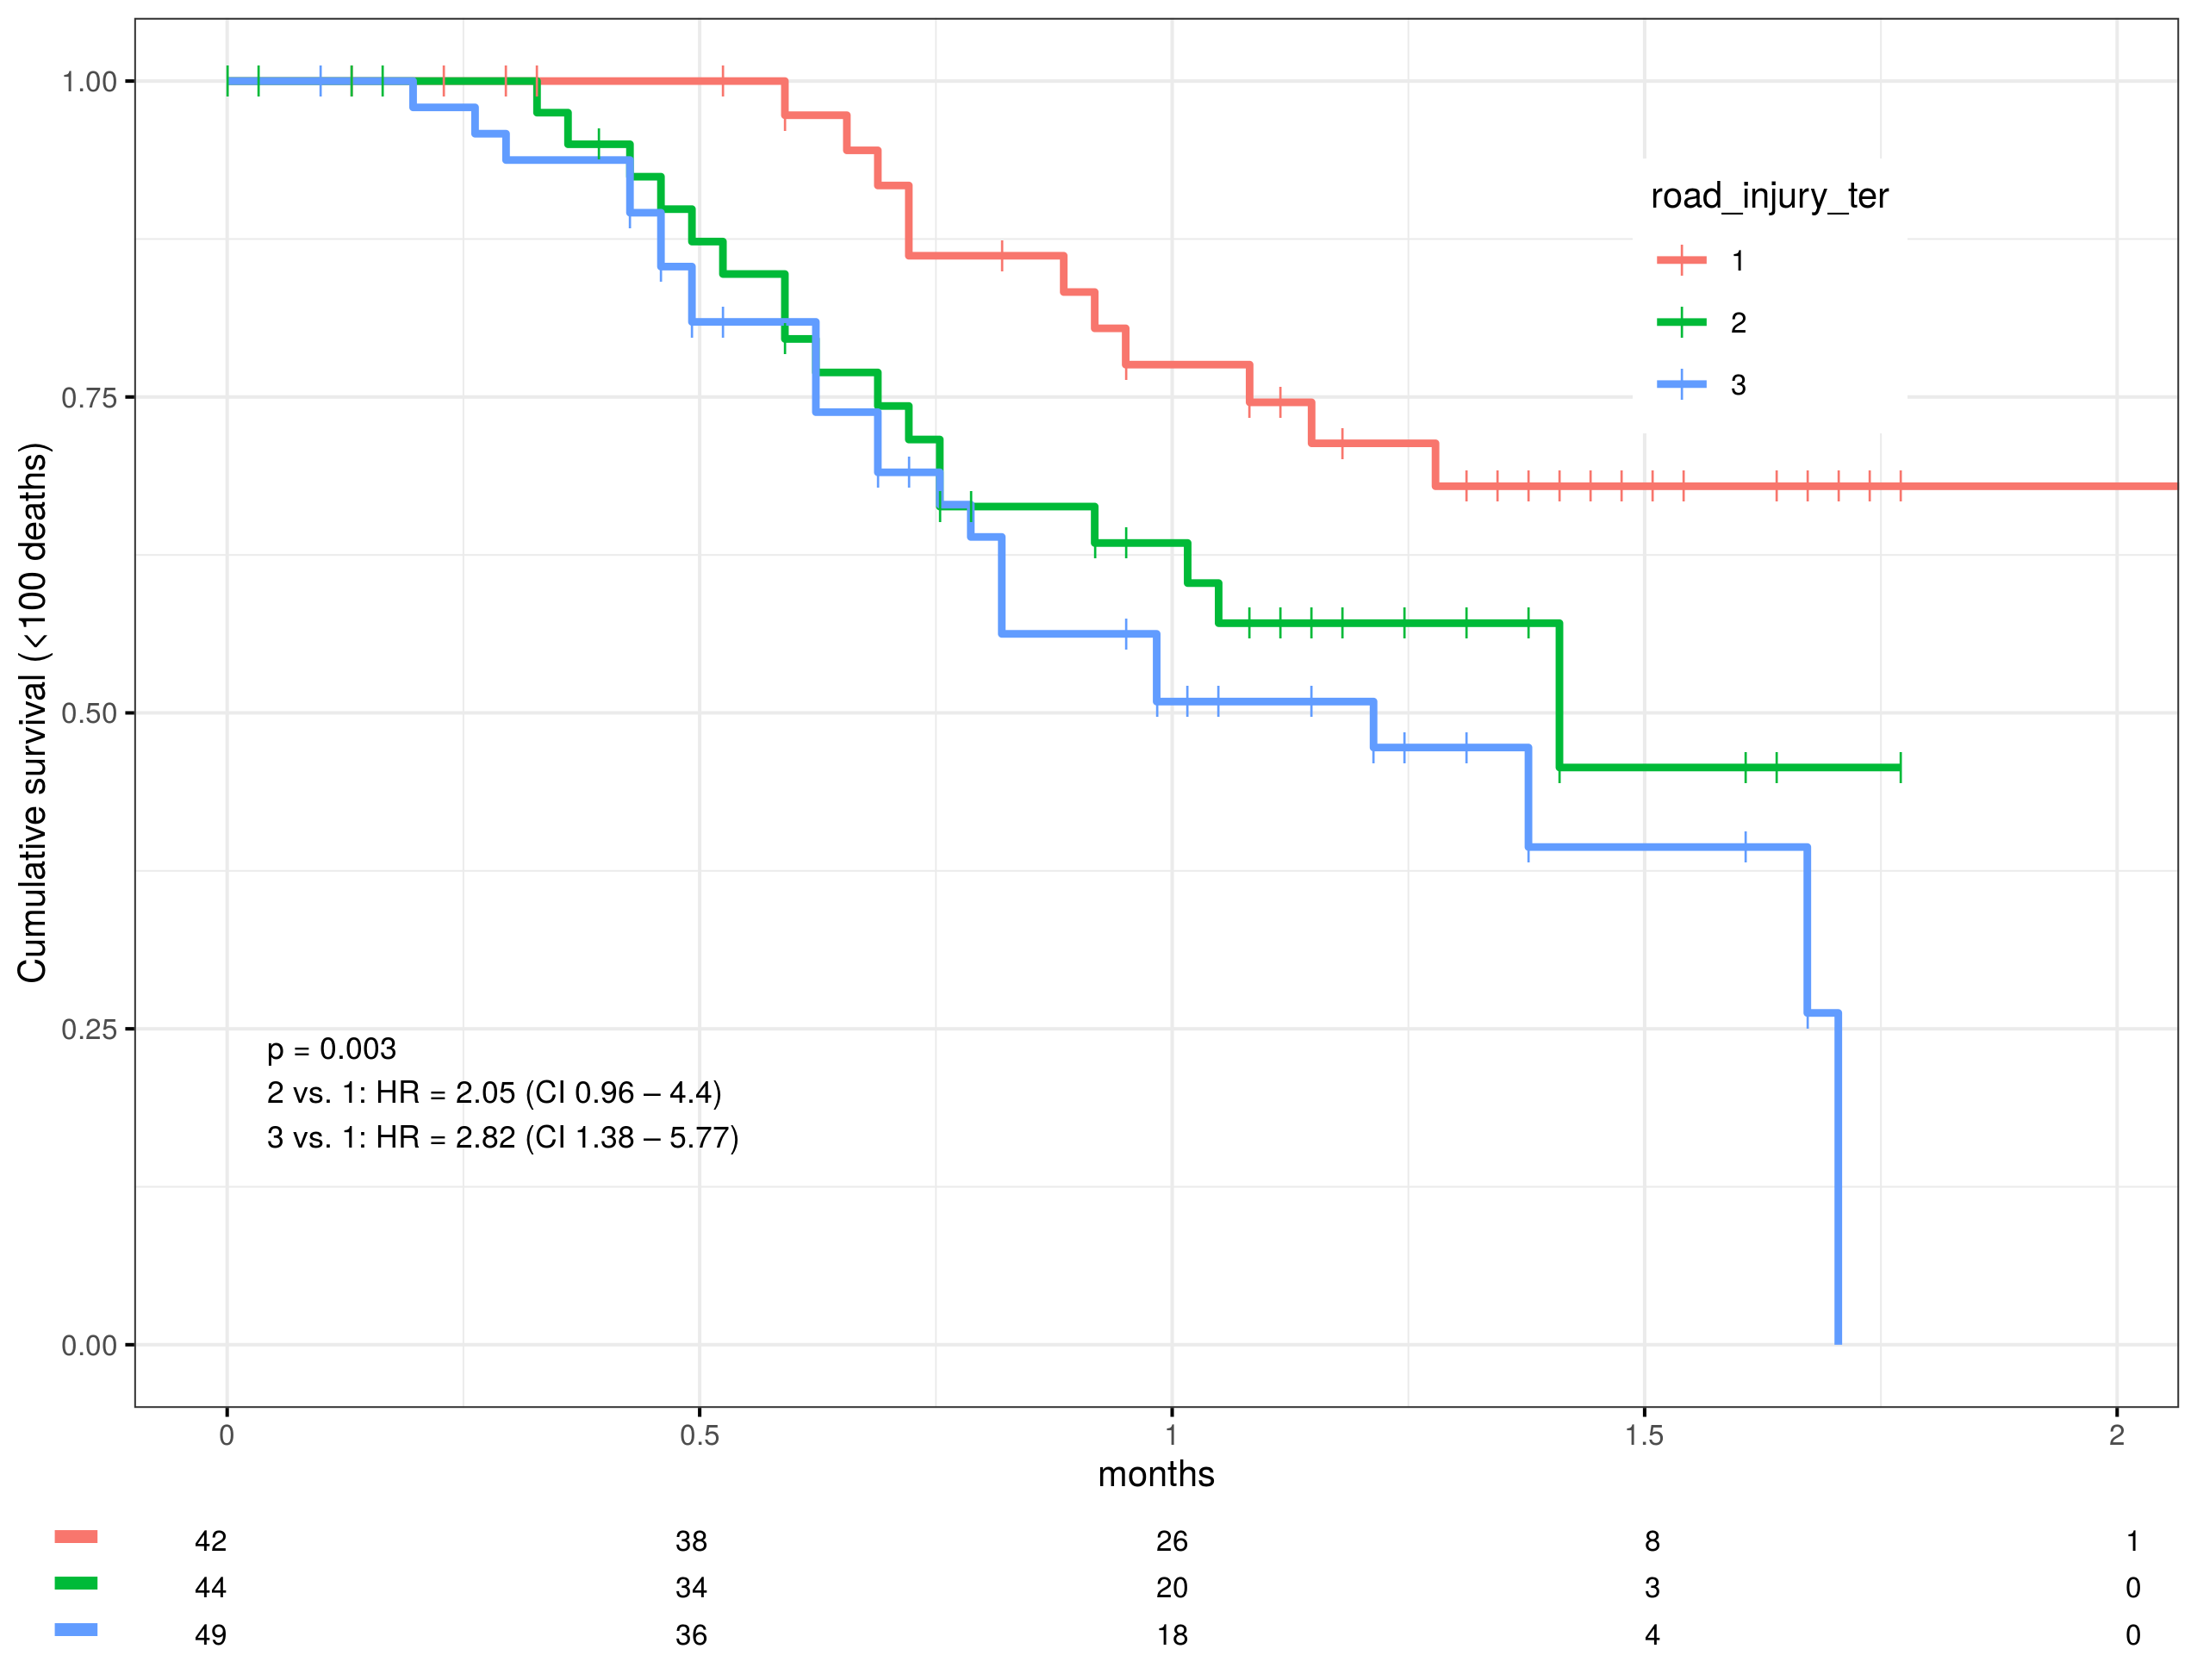 Cumulative survival (<100 deaths)
1.00
0.75
0.50
0.25
0.00
road_injury_ter
1
2
3
p = 0.003
2 vs. 1: HR = 2.05 (CI 0.96 – 4.4)
3 vs. 1: HR = 2.82 (CI 1.38 – 5.77)
0 0.5 1 1.5 2
months
42 38 26 8 1
44 34 20 3 0
49 36 18 4 0